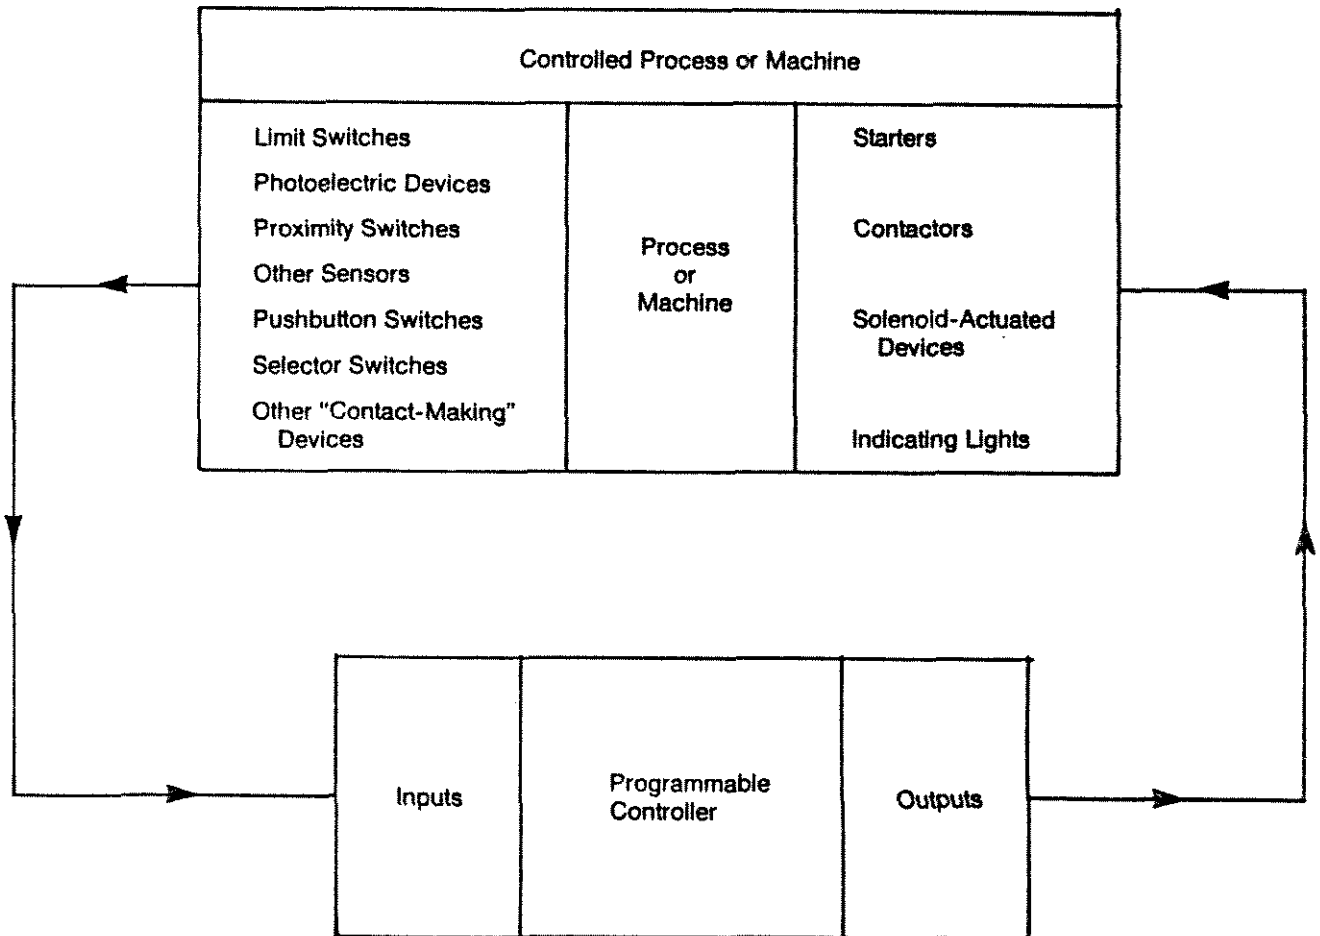 Controlled Process or Machine
Limit Switches
Photoelectric Devices
Proximity Switches
Other Sensors
Pushbutton Switches
Selector Switches
Other "Contact-Making"
Devices
Process
or
Machine
Starters
Contactors
Solenoid-Actuated
Devices
Indicating Lights
Inputs
Programmable
Controller
Outputs